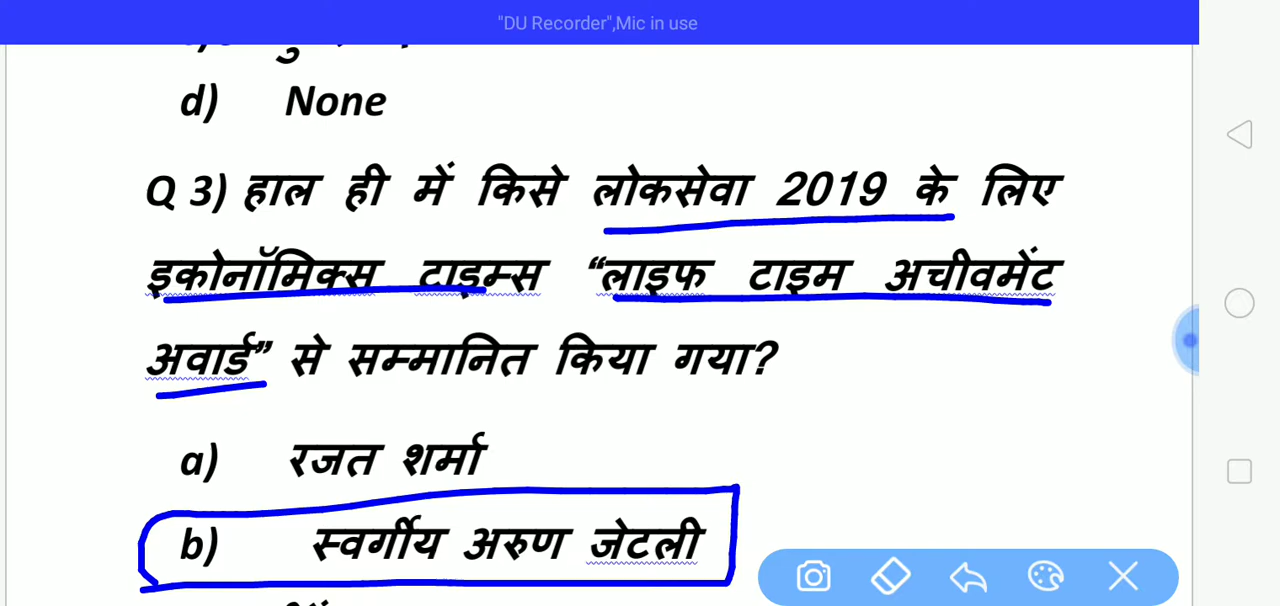 "DU Recorder",Mic in use
d) None
Q 3) हाल ही में किसे लोकसेवा 2019 के लिए
इकोनॉमिक्स टाइम्स “लाइफ टाइम अचीवमेंट
अवार्ड” से सम्मानित किया गया?
a) रजत शर्मा
b) स्वर्गीय अरुण जेटली